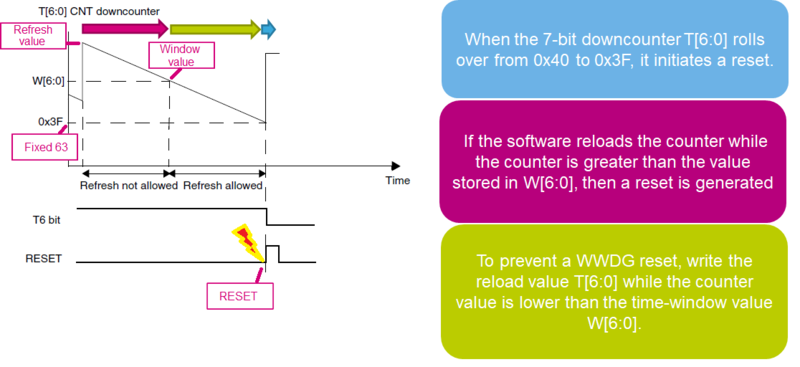 T[6:0] CNT downcounter
Refresh
value
Window
value
W[6:0]
0x3F
Fixed 63
Refresh not allowed
Refresh allowed
Time
T6 bit
RESET
RESET
When the 7-bit downcounter T[6:0] rolls
over from 0x40 to 0x3F, it initiates a reset.
If the software reloads the counter while
the counter is greater than the value
stored in W[6:0], then a reset is generated
To prevent a WWDG reset, write the
reload value T[6:0] while the counter
value is lower than the time-window value
W[6:0].